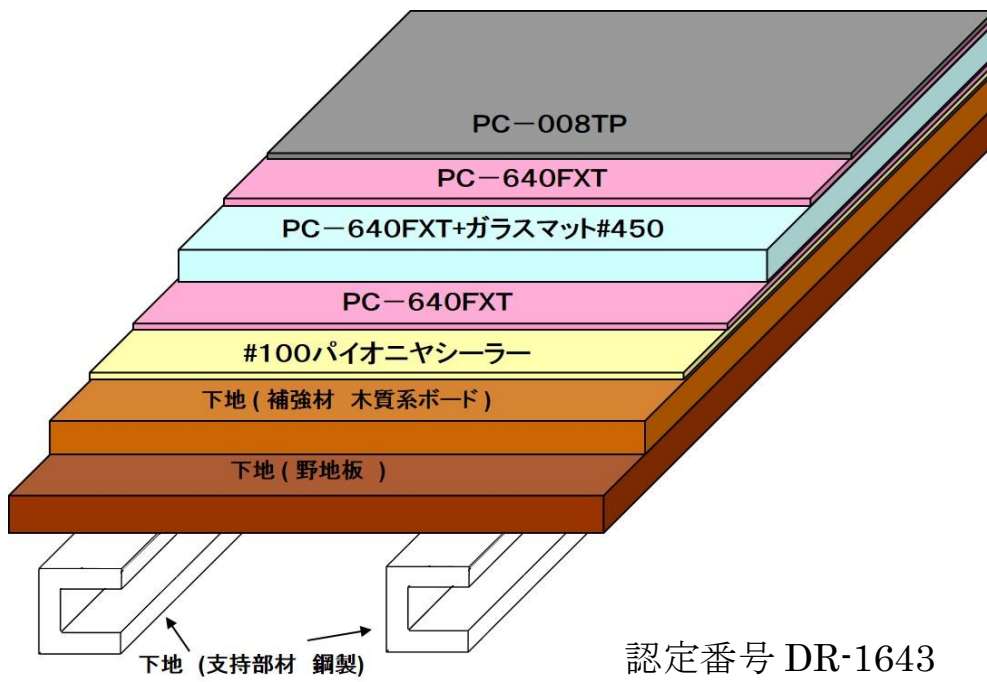 PC－008TP
PC－640FXT
PC－640FXT+ガラスマット#450
PC－640FXT
#100パイオニヤシーラー
下地 ( 補強材　木質系ボード )
下地 ( 野地板　)
下地　(支持部材　鋼製)
認定番号 DR-1643